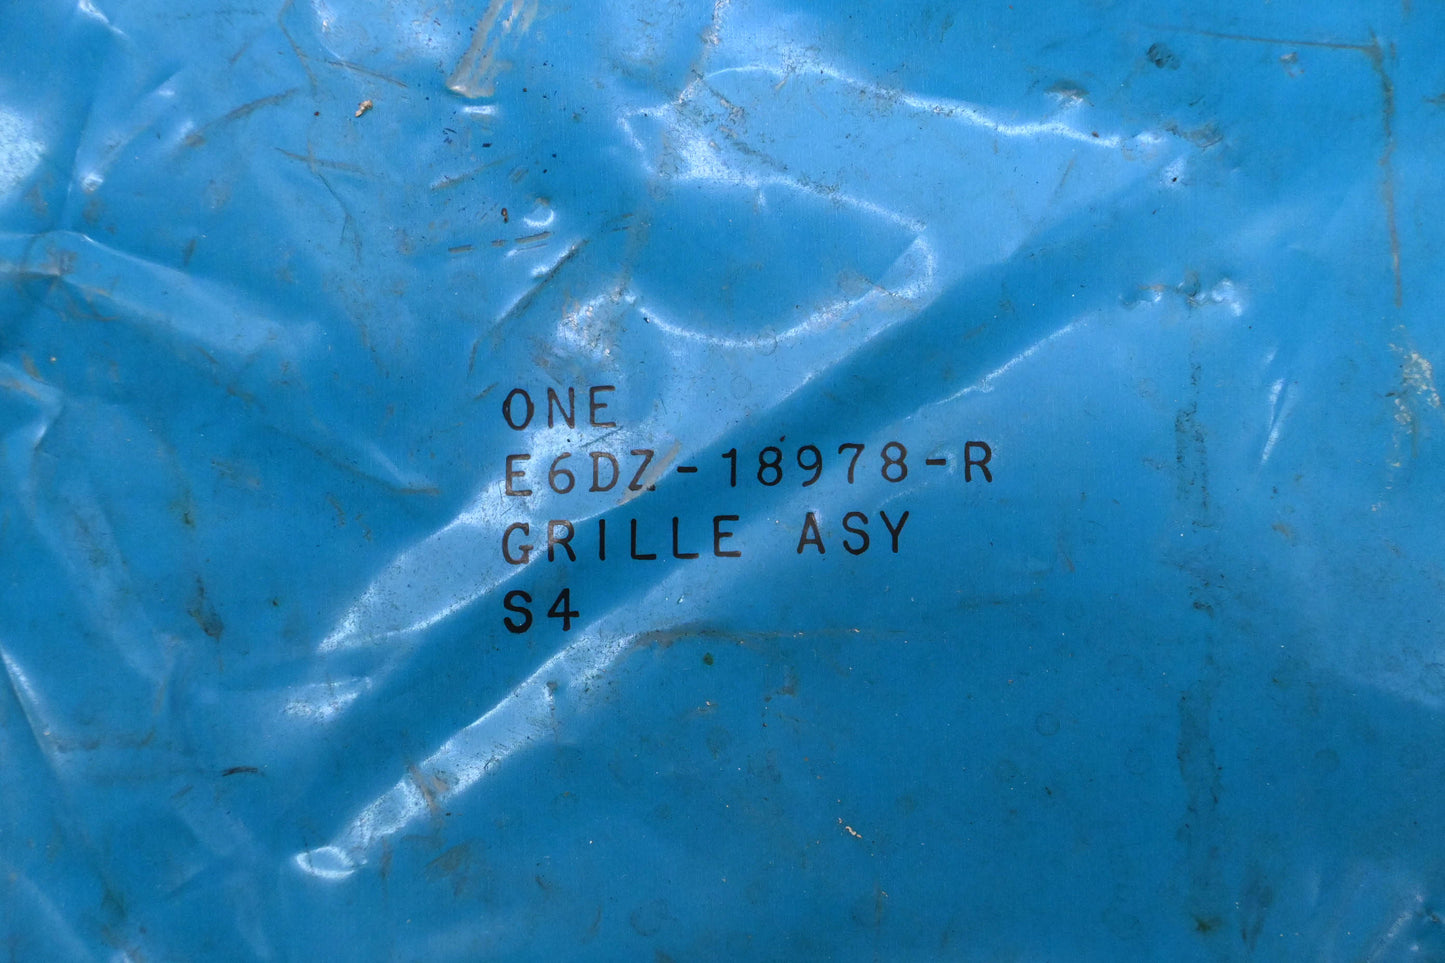 ONE
E6DZ-18978-R
GRILLE ASY
S4